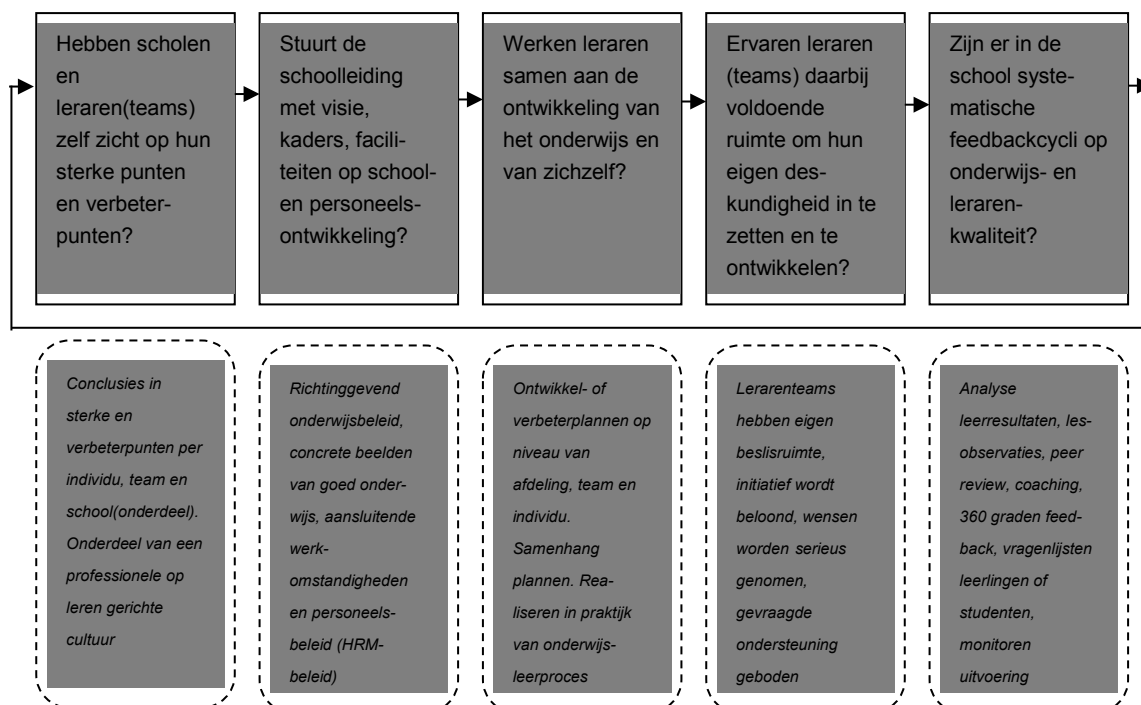 Hebben scholen
en
leraren(teams)
zelf zicht op hun
sterke punten
en verbeter-
punten?
Stuurt de
schoolleiding
met visie,
kaders, facili-
teiten op school-
en personeels-
ontwikkeling?
Werken leraren
samen aan de
ontwikkeling van
het onderwijs en
van zichzelf?
Ervaren leraren
(teams) daarbij
voldoende
ruimte om hun
eigen des-
kundigheid in te
zetten en te
ontwikkelen?
Zijn er in de
school syste-
matische
feedbackcycli op
onderwijs- en
leraren-
kwaliteit?
Conclusies in
sterke en
verbeterpunten per
individu, team en
school(onderdeel).
Onderdeel van een
professionele op
leren gerichte
cultuur
Richtinggevend
onderwijsbeleid,
concrete beelden
van goed onder-
wijs, aansluitende
werk-
omstandigheden
en personeels-
beleid (HRM-
beleid)
Ontwikkel- of
verbeterplannen op
niveau van
afdeling, team en
individu.
Samenhang
plannen. Rea-
liseren in praktijk
van onderwijs-
leerproces
Lerarenteams
hebben eigen
beslisruimte,
initiatief wordt
beloond, wensen
worden serieus
genomen,
gevraagde
ondersteuning
geboden
Analyse
leerresultaten, les-
observaties, peer
review, coaching,
360 graden feed-
back, vragenlijsten
leerlingen of
studenten,
monitoren
uitvoering